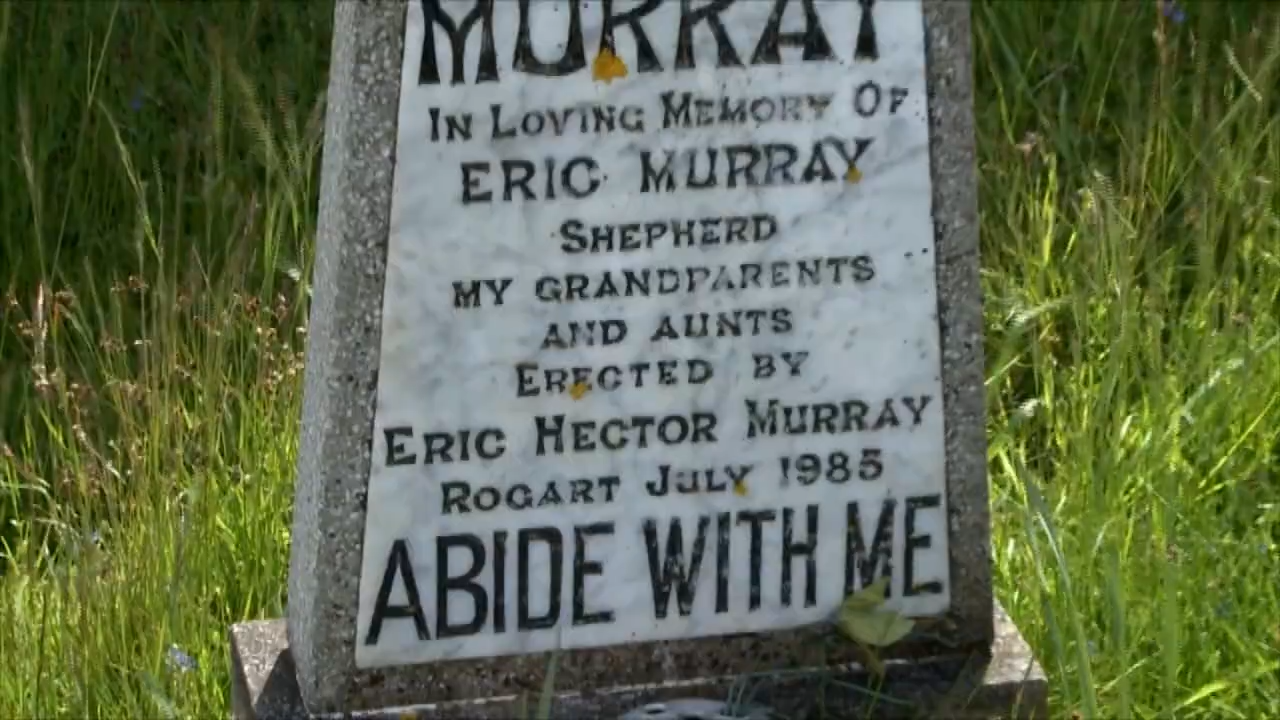 MURRAY
IN LOVING MEMORY OF
ERIC MURRAY
SHEPHERD
MY GRANDPARENTS
AND AUNTS
ERECTED BY
ERIC HECTOR MURRAY
ROGART JULY 1985
ABIDE WITH ME